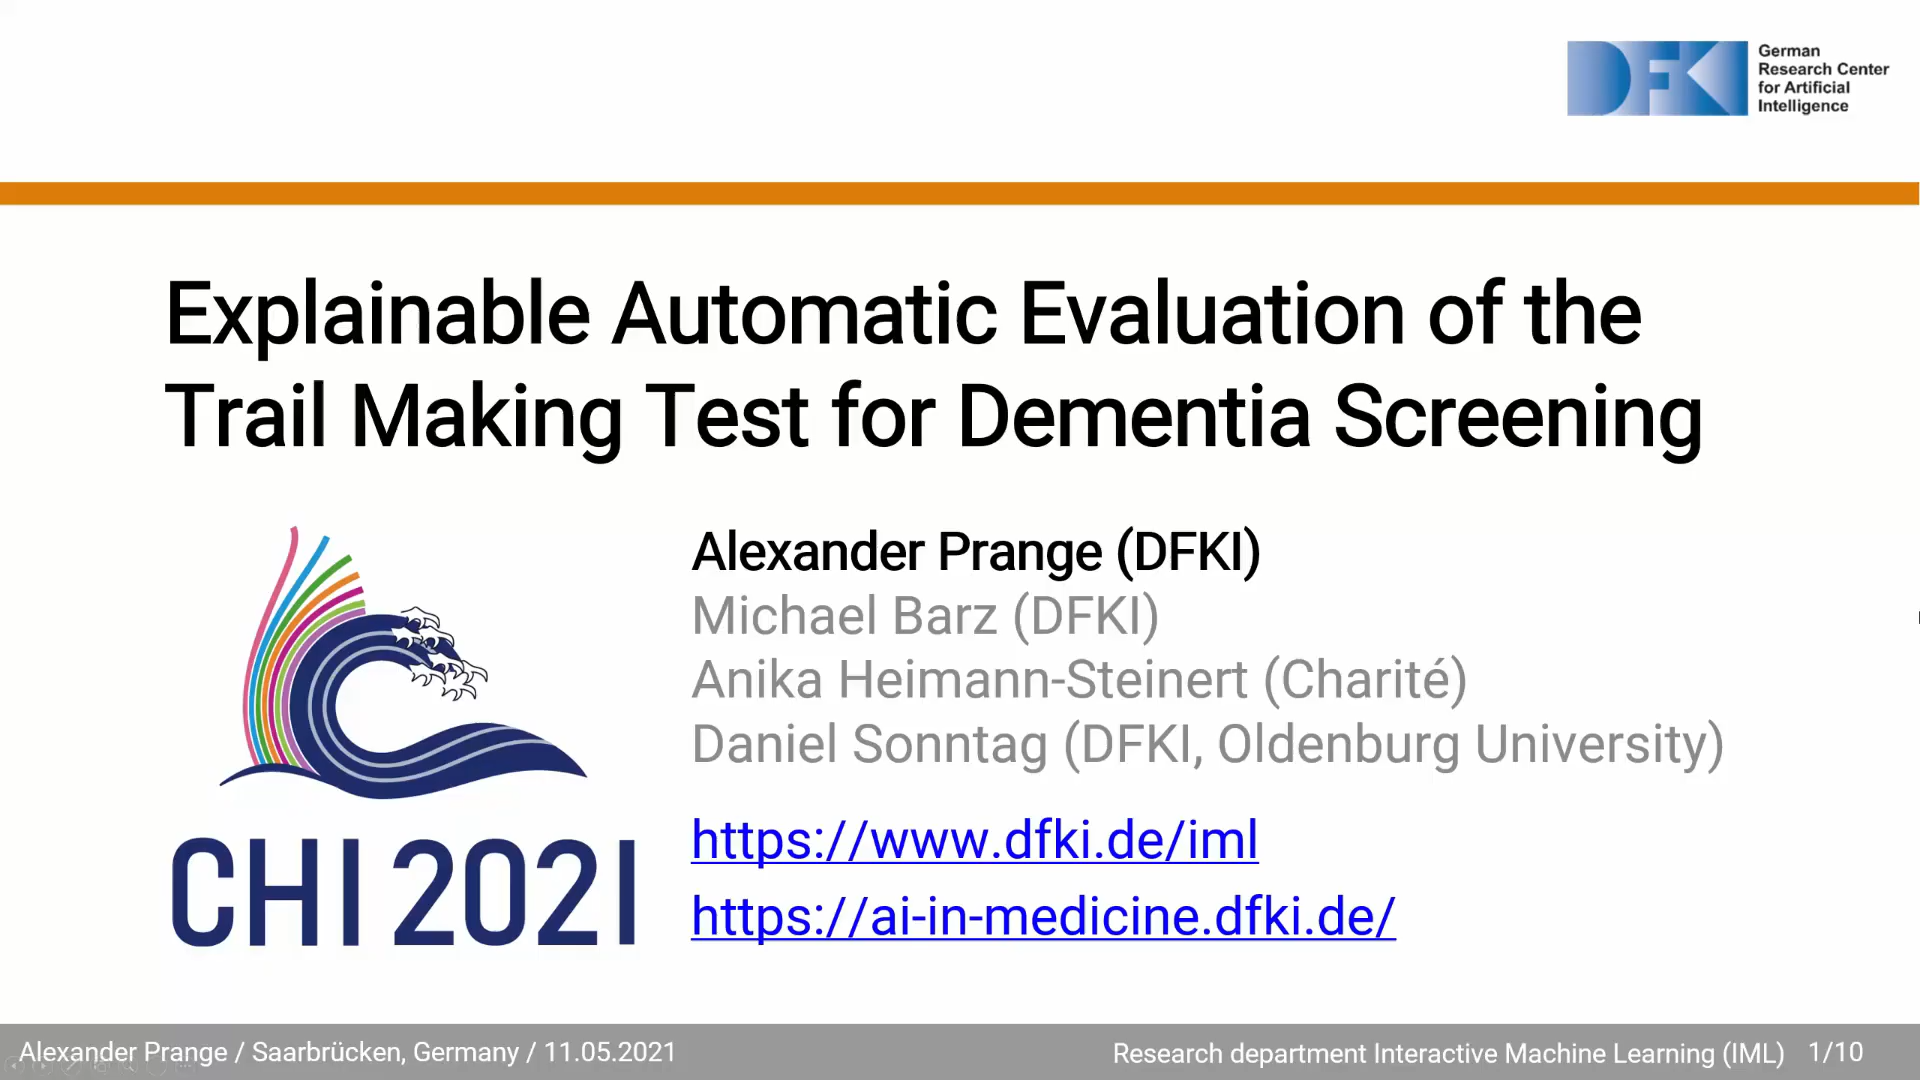 DFKI
German
Research Center
for Artificial
Intelligence
Explainable Automatic Evaluation of the
Trail Making Test for Dementia Screening
Alexander Prange (DFKI)
Michael Barz (DFKI)
Anika Heimann-Steinert (Charité)
Daniel Sonntag (DFKI, Oldenburg University)
https://www.dfki.de/iml
https://ai-in-medicine.dfki.de/
CHI 2021
Alexander Prange / Saarbrücken, Germany / 11.05.2021
Research department Interactive Machine Learning (IML) 1/10